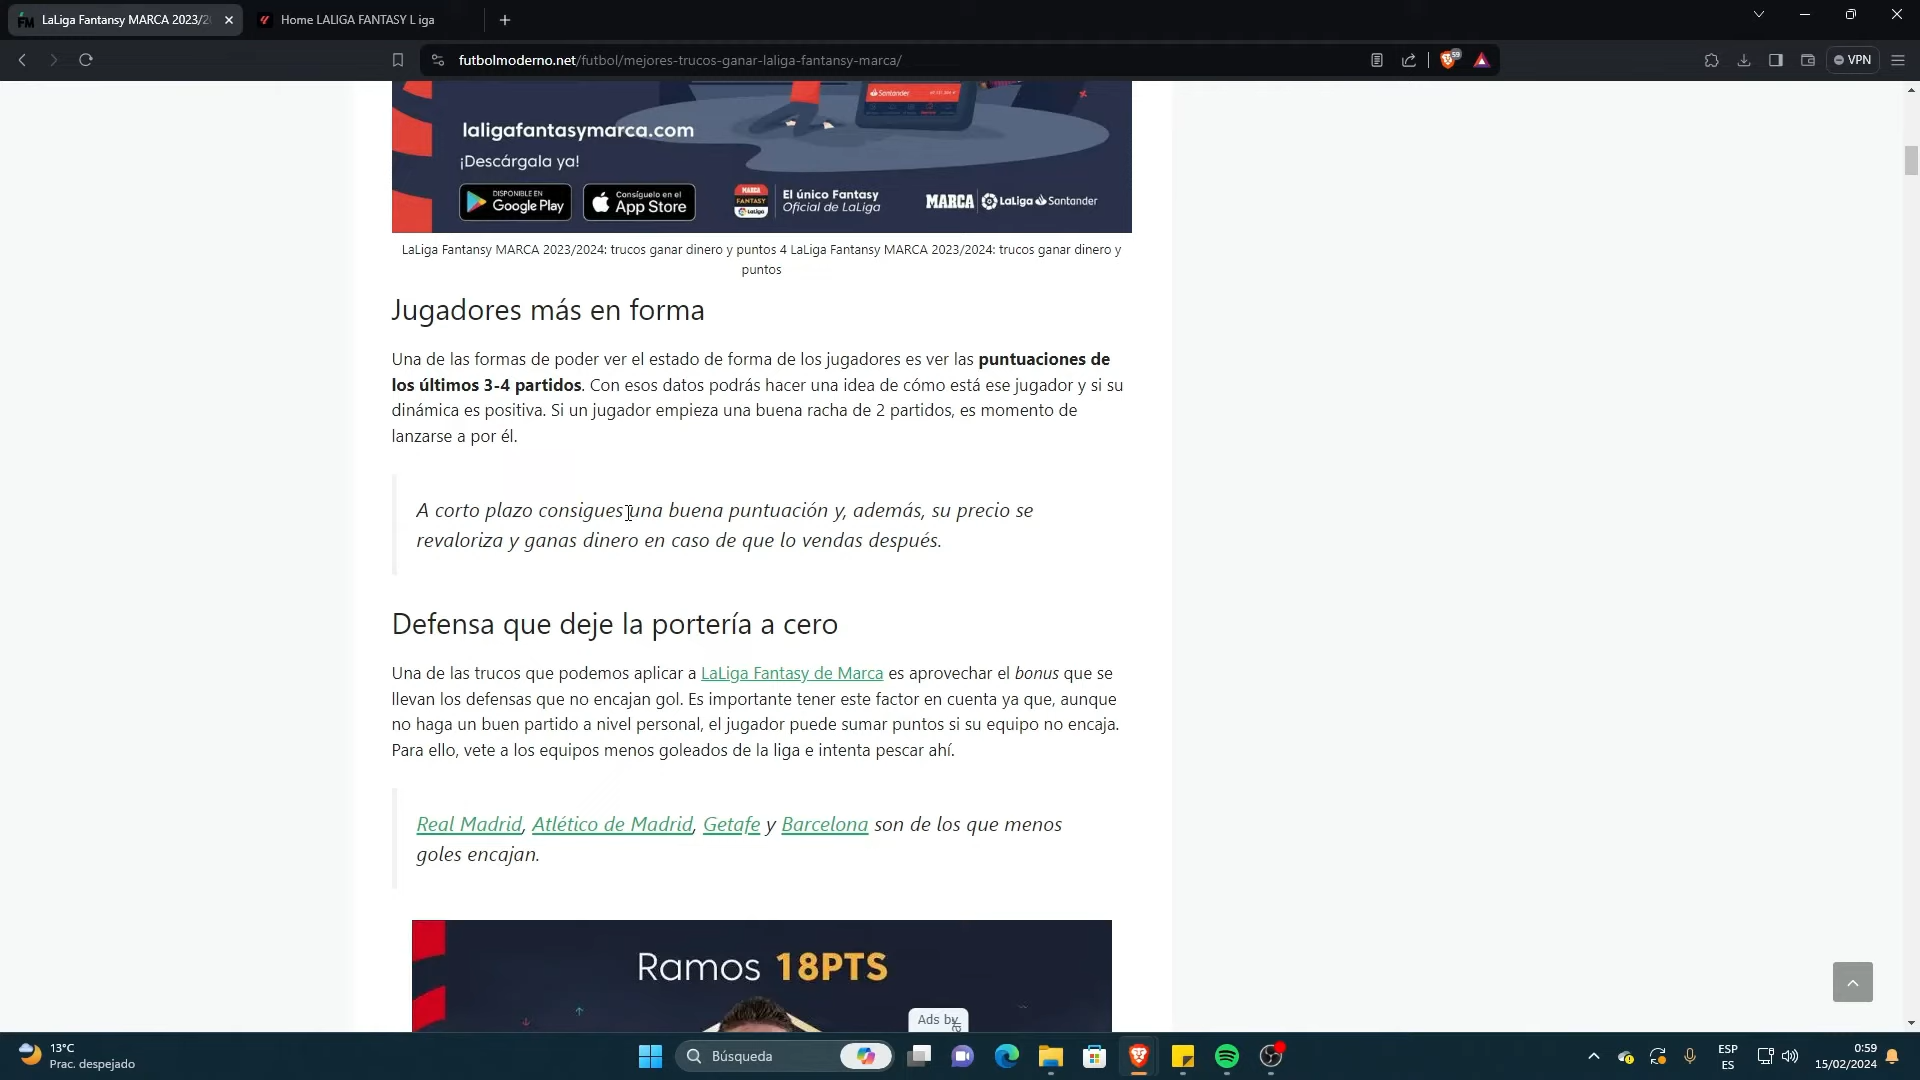 LaLiga Fantansy MARCA 2023/2
Home LALIGA FANTASY L iga
futbolmoderno.net/futbol/mejores-trucos-ganar-laliga-fantansy-marca/
59
VPN
Santander
laligafantasymarca.com
¡Descárgala ya!
DISPONIBLE EN
Google Play
Consíguelo en el
App Store
MARCA
FANTASY
LaLiga
El único Fantasy
Oficial de LaLiga
MARCA LaLiga Santander
LaLiga Fantansy MARCA 2023/2024: trucos ganar dinero y puntos 4 LaLiga Fantansy MARCA 2023/2024: trucos ganar dinero y
puntos
Jugadores más en forma
Una de las formas de poder ver el estado de forma de los jugadores es ver las puntuaciones de
los últimos 3-4 partidos. Con esos datos podrás hacer una idea de cómo está ese jugador y si su
dinámica es positiva. Si un jugador empieza una buena racha de 2 partidos, es momento de
lanzarse a por él.
A corto plazo consigues una buena puntuación y, además, su precio se
revaloriza y ganas dinero en caso de que lo vendas después.
Defensa que deje la portería a cero
Una de las trucos que podemos aplicar a LaLiga Fantasy de Marca es aprovechar el bonus que se
llevan los defensas que no encajan gol. Es importante tener este factor en cuenta ya que, aunque
no haga un buen partido a nivel personal, el jugador puede sumar puntos si su equipo no encaja.
Para ello, vete a los equipos menos goleados de la liga e intenta pescar ahí.
Real Madrid, Atlético de Madrid, Getafe y Barcelona son de los que menos
goles encajan.
Ramos 18PTS
Ads by
13°C
Prac. despejado
Búsqueda
ESP
ES
0:59
15/02/2024